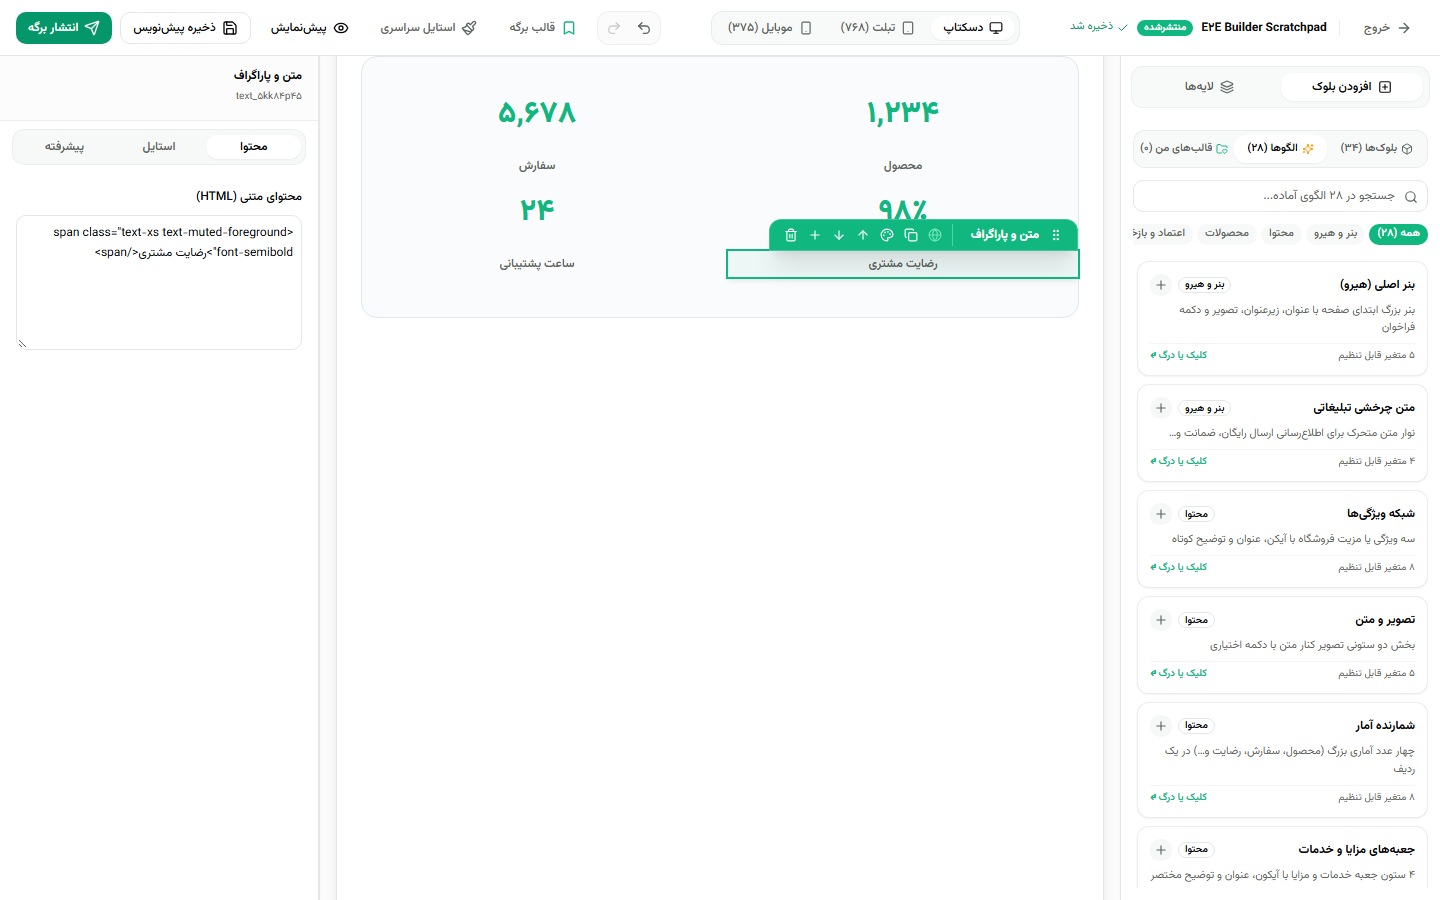 خروج
E۲E Builder Scratchpad
منتشرشده
ذخیره شد
دسکتاپ
تبلت (۷۶۸)
موبایل (۳۷۵)
قالب برگه
استایل سراسری
پیش‌نمایش
ذخیره پیش‌نویس
انتشار برگه
افزودن بلوک
لایه‌ها
بلوک‌ها (۳۴)
الگوها (۲۸)
قالب‌های من (۰)
جستجو در ۲۸ الگوی آماده...
همه (۲۸)
بنر و هیرو
محتوا
محصولات
اعتماد و بازخ
بنر اصلی (هیرو)
بنر و هیرو
بنر بزرگ ابتدای صفحه با عنوان، زیرعنوان، تصویر و دکمه
فراخوان
۵ متغیر قابل تنظیم
کلیک یا درگ
متن چرخشی تبلیغاتی
بنر و هیرو
نوار متن متحرک برای اطلاع‌رسانی ارسال رایگان، ضمانت و...
۴ متغیر قابل تنظیم
کلیک یا درگ
شبکه ویژگی‌ها
محتوا
سه ویژگی یا مزیت فروشگاه با آیکن، عنوان و توضیح کوتاه
۸ متغیر قابل تنظیم
کلیک یا درگ
تصویر و متن
محتوا
بخش دو ستونی تصویر کنار متن با دکمه اختیاری
۵ متغیر قابل تنظیم
کلیک یا درگ
شمارنده آمار
محتوا
چهار عدد آماری بزرگ (محصول، سفارش، رضایت و...) در یک
ردیف
۸ متغیر قابل تنظیم
کلیک یا درگ
جعبه‌های مزایا و خدمات
محتوا
۴ ستون جعبه خدمات و مزایا با آیکون، عنوان و توضیح مختصر
۱,۲۳۴
محصول
۵,۶۷۸
سفارش
۹۸٪
متن و پاراگراف
رضایت مشتری
۲۴
ساعت پشتیبانی
متن و پاراگراف
text_۵kk۸۴p۴۵
محتوا
استایل
پیشرفته
محتوای متنی (HTML)
<span class="text-xs text-muted-foreground
font-semibold">رضایت مشتری</span>